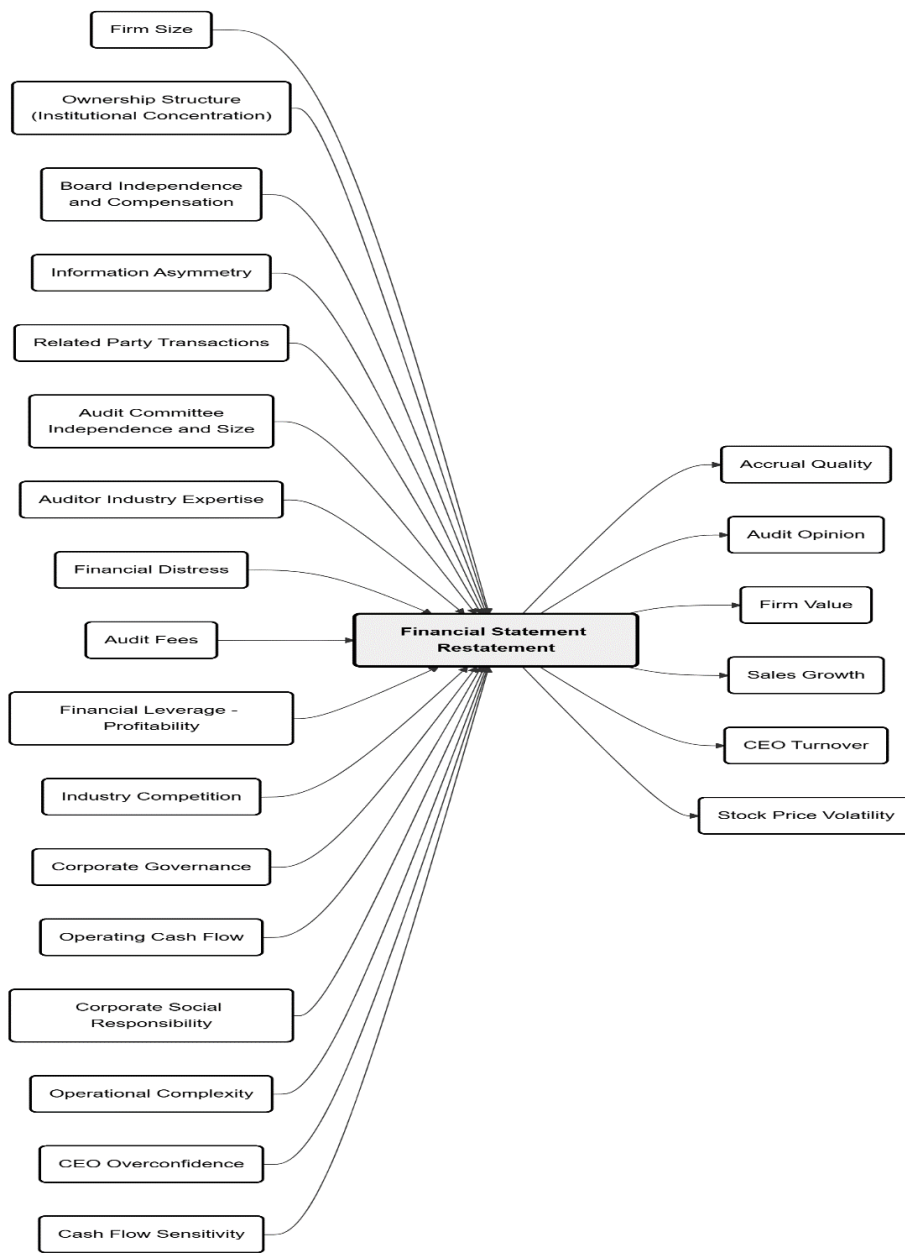 Firm Size
Ownership Structure
(Institutional Concentration)
Board Independence
and Compensation
Information Asymmetry
Related Party Transactions
Audit Committee
Independence and Size
Auditor Industry Expertise
Financial Distress
Audit Fees
Financial Leverage -
Profitability
Industry Competition
Corporate Governance
Operating Cash Flow
Corporate Social
Responsibility
Operational Complexity
CEO Overconfidence
Cash Flow Sensitivity
Financial Statement
Restatement
Accrual Quality
Audit Opinion
Firm Value
Sales Growth
CEO Turnover
Stock Price Volatility